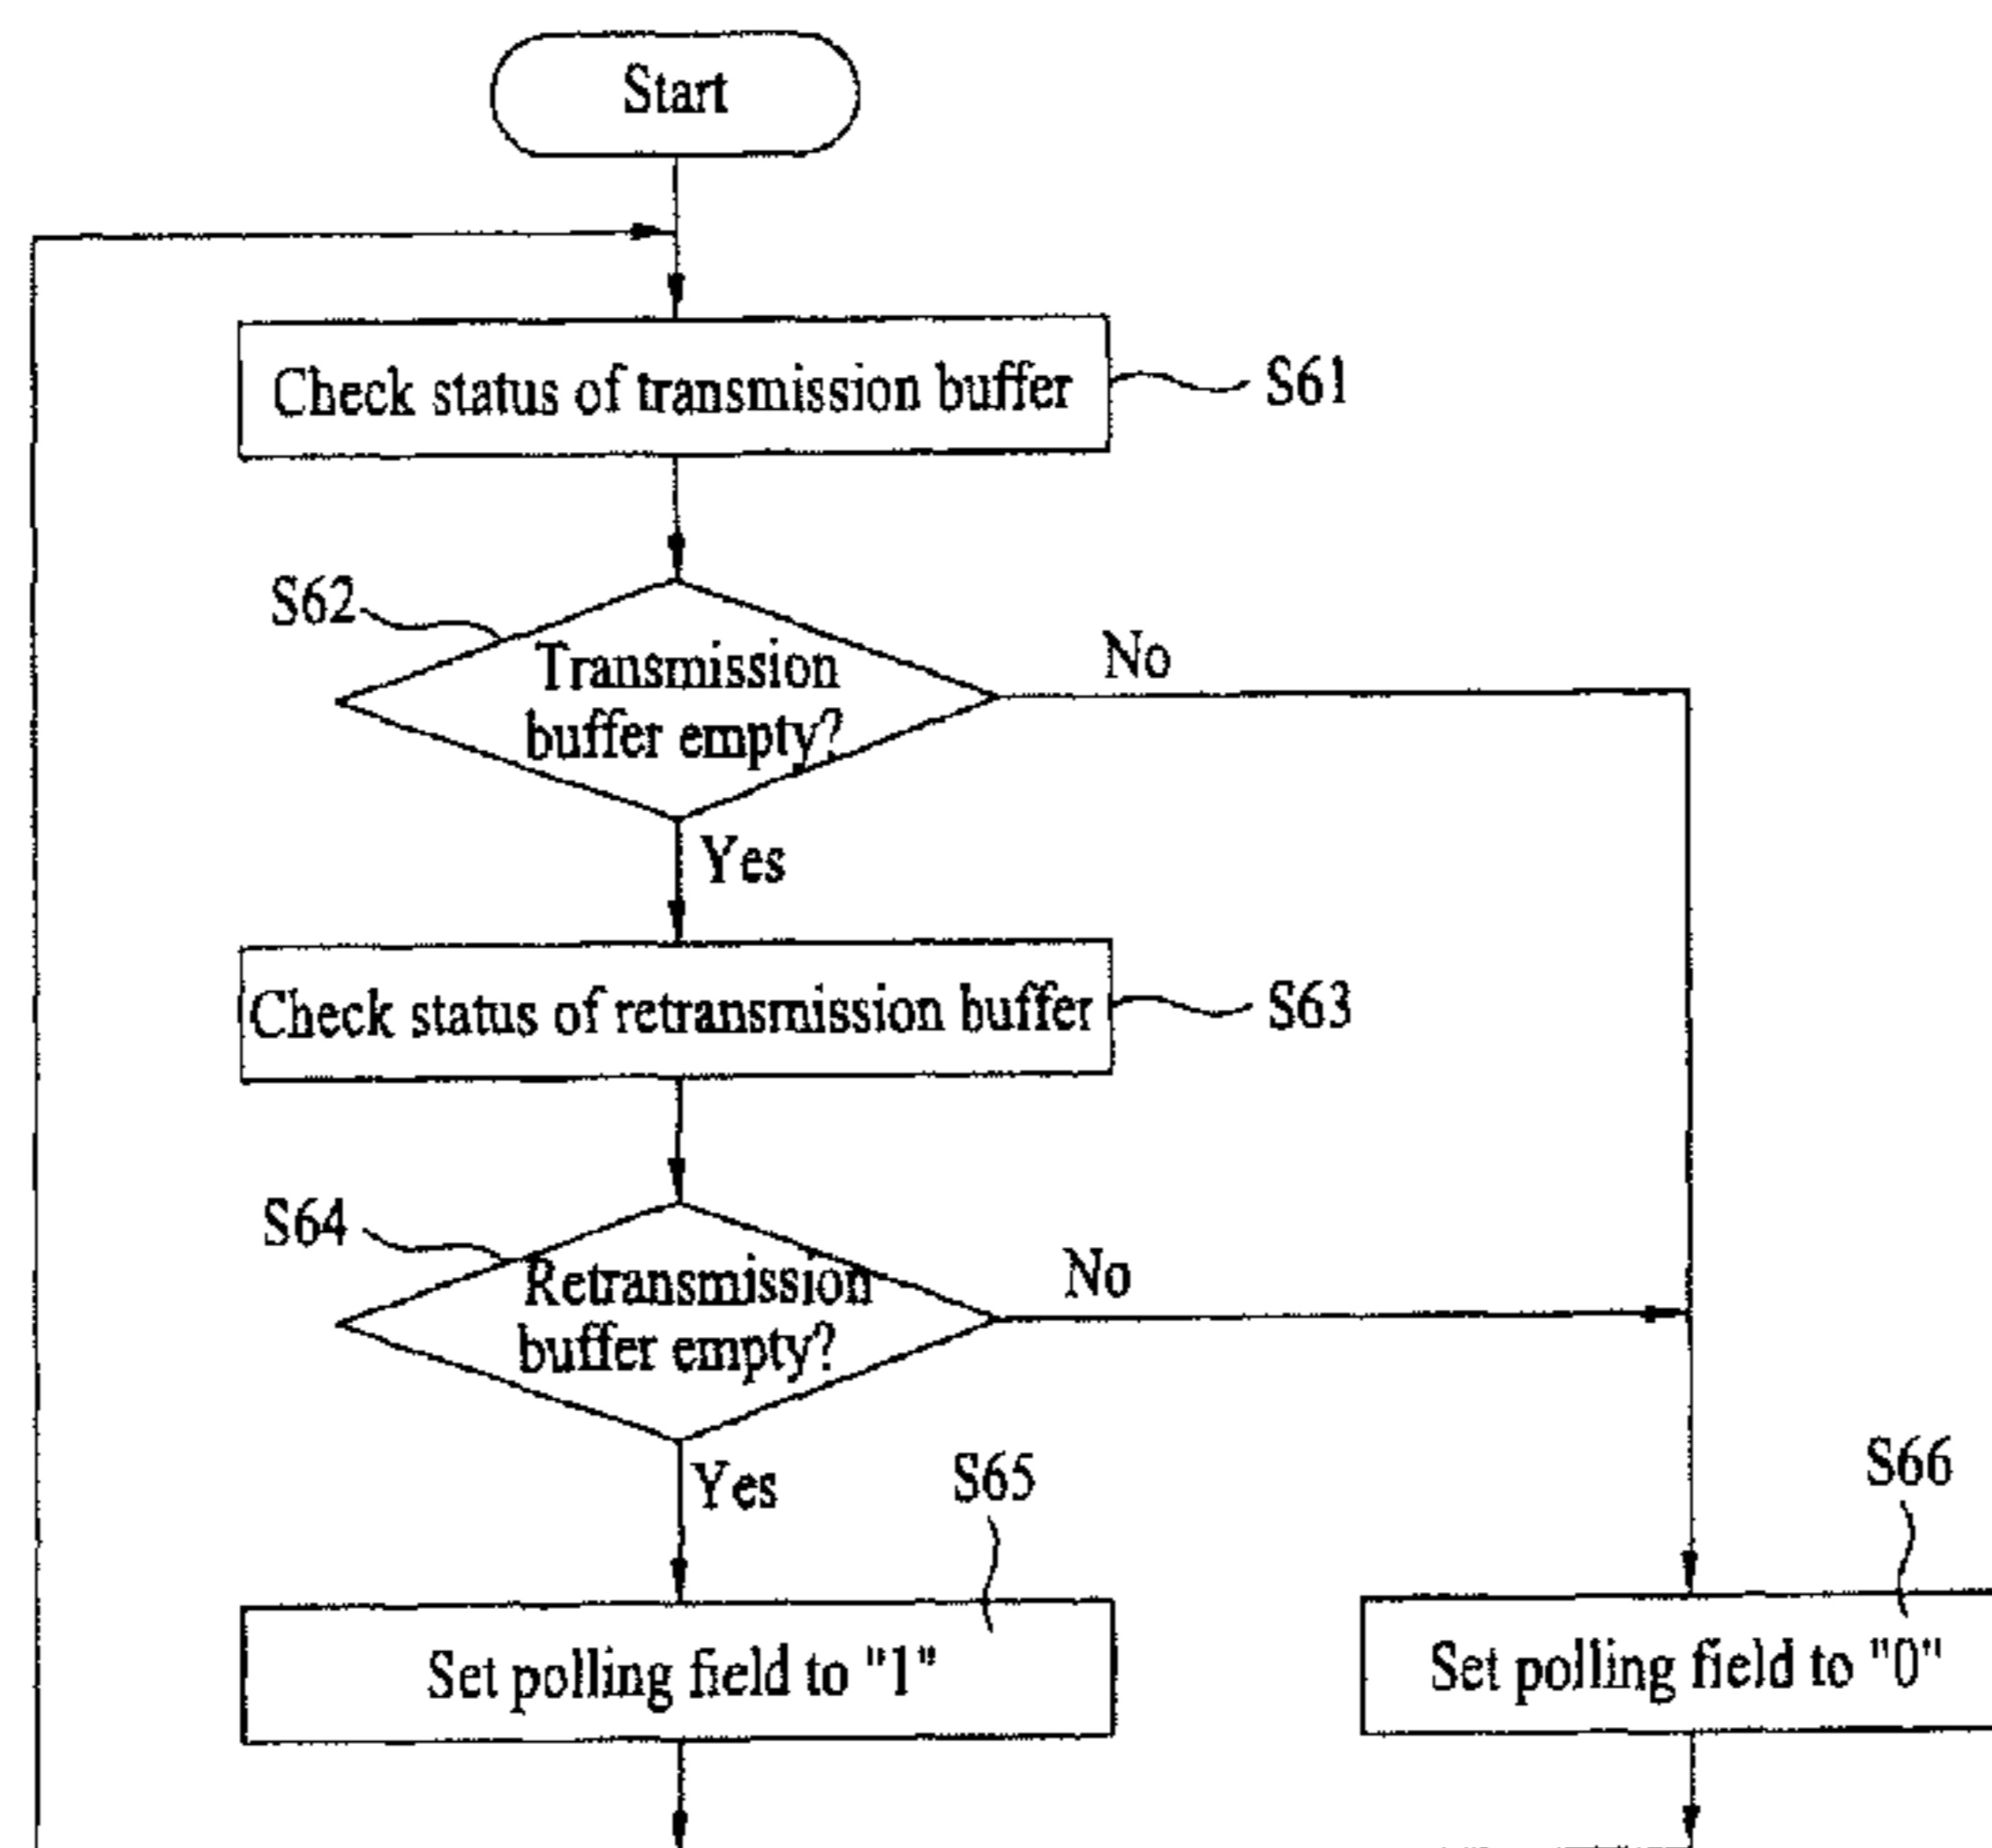 Start
Check status of transmission buffer
S61
S62
Transmission
buffer empty?
No
Yes
Check status of retransmission buffer
S63
S64
Retransmission
buffer empty?
No
Yes
S65
S66
Set polling field to "1"
Set polling field to "0"